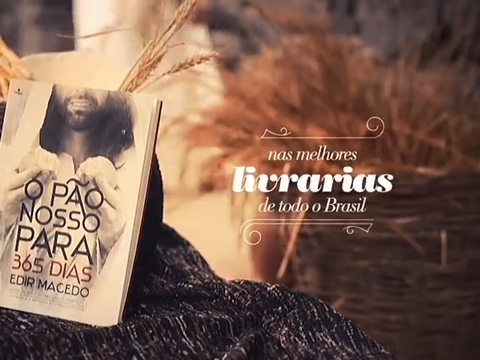 O PÃO
NOSSO
PARA
365 DIAS
EDIR MACEDO
nas melhores
livrarias
de todo o Brasil